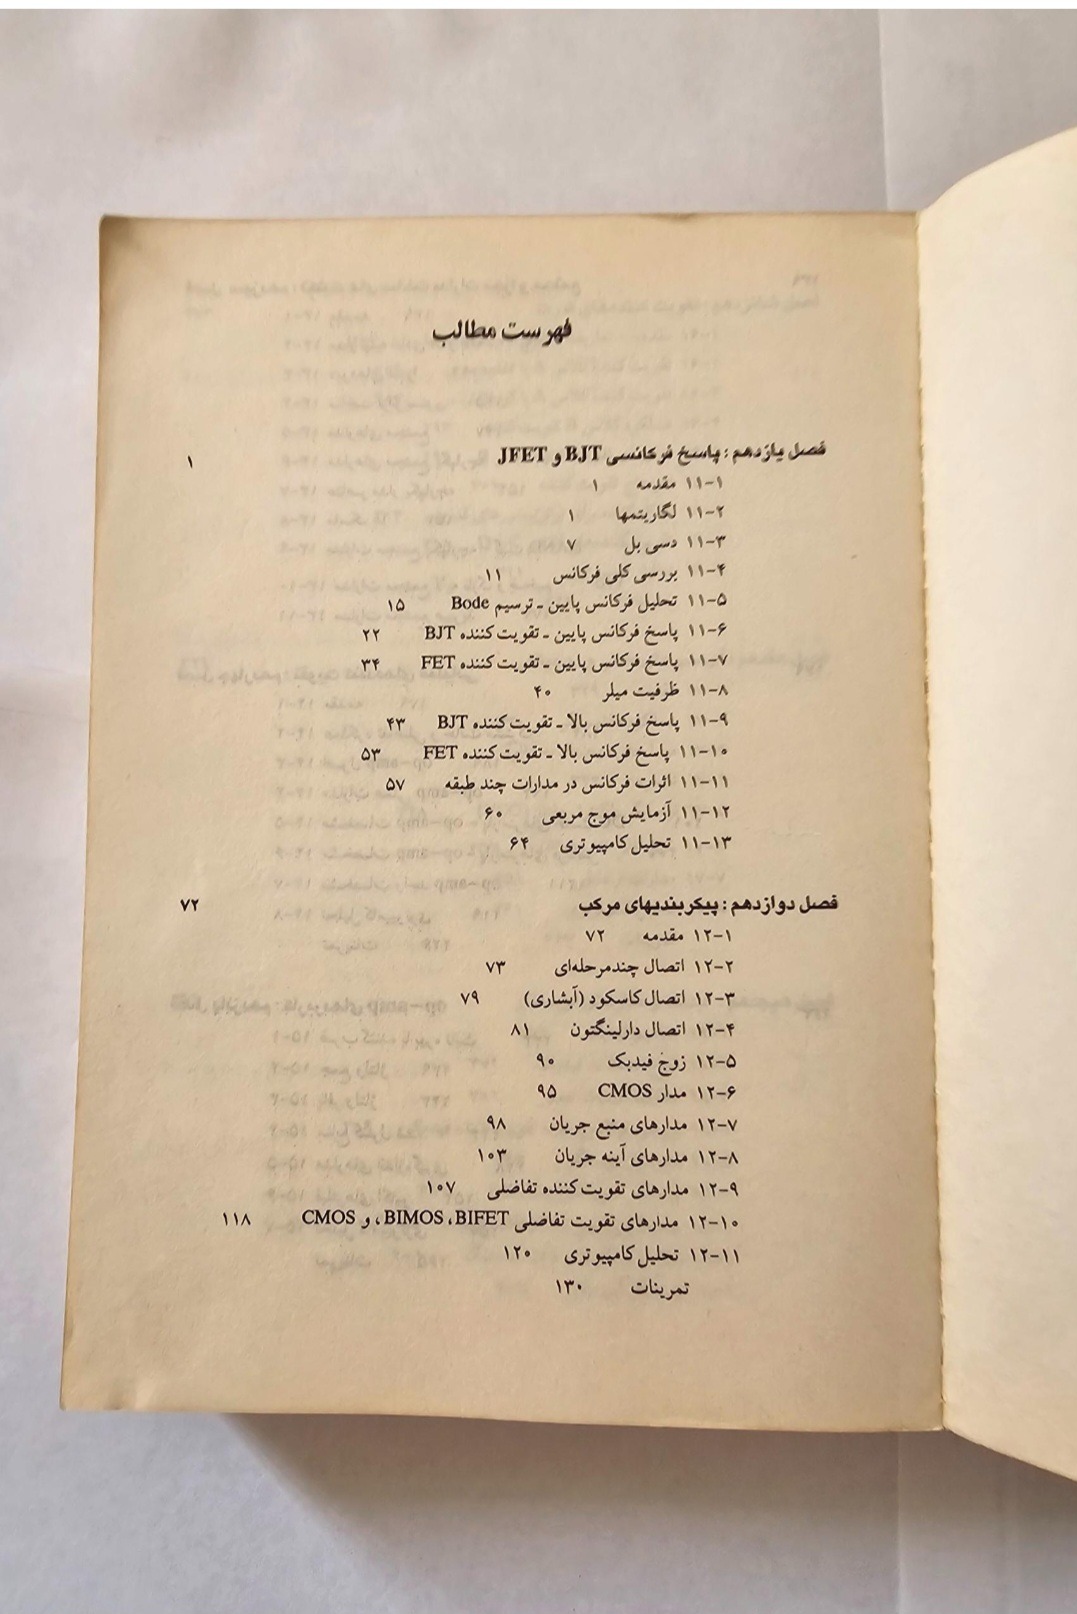 فهرست مطالب
فصل یازدهم : پاسخ فرکانسی BJT و JFET ۱
۱۱-۱ مقدمه ۱
۱۱-۲ لگاریتمها ۱
۱۱-۳ دسی بل ۷
۱۱-۴ بررسی کلی فرکانس ۱۱
۱۱-۵ تحلیل فرکانس پایین ـ ترسیم Bode ۱۵
۱۱-۶ پاسخ فرکانس پایین ـ تقویت کننده BJT ۲۲
۱۱-۷ پاسخ فرکانس پایین ـ تقویت کننده FET ۳۴
۱۱-۸ ظرفیت میلر ۴۰
۱۱-۹ پاسخ فرکانس بالا ـ تقویت کننده BJT ۴۳
۱۱-۱۰ پاسخ فرکانس بالا ـ تقویت کننده FET ۵۳
۱۱-۱۱ اثرات فرکانس در مدارات چند طبقه ۵۷
۱۱-۱۲ آزمایش موج مربعی ۶۰
۱۱-۱۳ تحلیل کامپیوتری ۶۴
فصل دوازدهم : پیکربندیهای مرکب ۷۲
۱۲-۱ مقدمه ۷۲
۱۲-۲ اتصال چندمرحله‌ای ۷۳
۱۲-۳ اتصال کاسکود (آبشاری) ۷۹
۱۲-۴ اتصال دارلینگتون ۸۱
۱۲-۵ زوج فیدبک ۹۰
۱۲-۶ مدار CMOS ۹۵
۱۲-۷ مدارهای منبع جریان ۹۸
۱۲-۸ مدارهای آینه جریان ۱۰۳
۱۲-۹ مدارهای تقویت کننده تفاضلی ۱۰۷
۱۲-۱۰ مدارهای تقویت تفاضلی BIFET، BIMOS، و CMOS ۱۱۸
۱۲-۱۱ تحلیل کامپیوتری ۱۲۰
تمرینات ۱۳۰